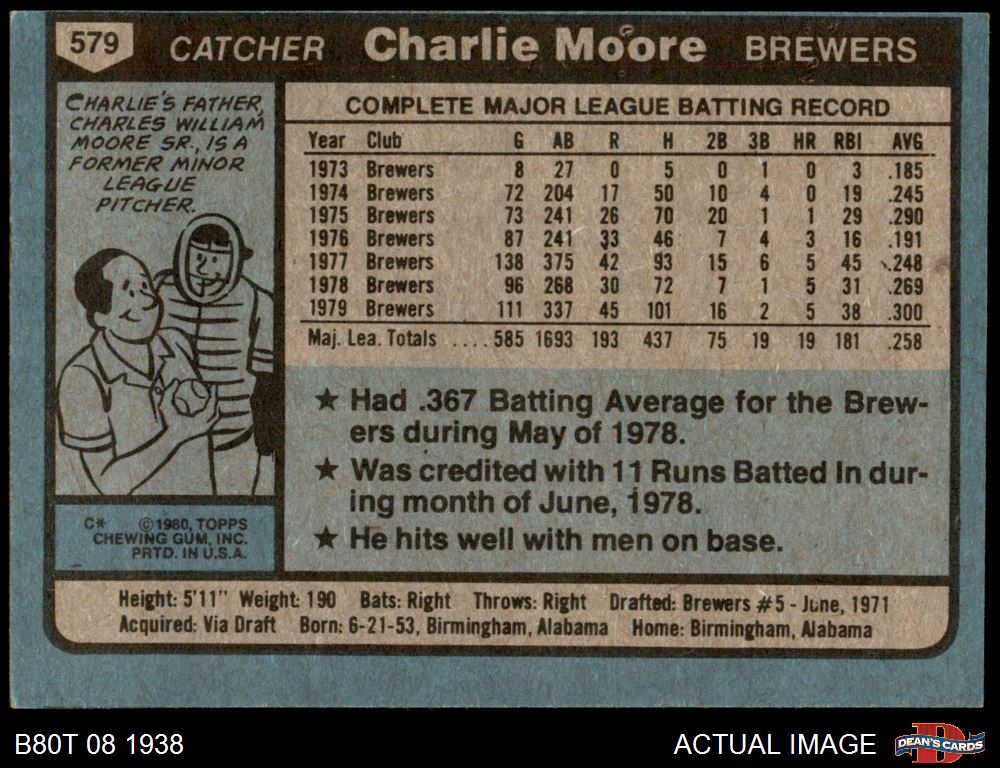 579 CATCHER Charlie Moore BREWERS
CHARLIE'S FATHER,
CHARLES WILLIAM
MOORE SR., IS A
FORMER MINOR
LEAGUE
PITCHER.
C* ©1980, TOPPS
CHEWING GUM, INC.
PRTD. IN U.S.A.
COMPLETE MAJOR LEAGUE BATTING RECORD
Year Club G AB R H 2B 3B HR RBI AVG
1973 Brewers 8 27 0 5 0 1 0 3 .185
1974 Brewers 72 204 17 50 10 4 0 19 .245
1975 Brewers 73 241 26 70 20 1 1 29 .290
1976 Brewers 87 241 33 46 7 4 3 16 .191
1977 Brewers 138 375 42 93 15 6 5 45 .248
1978 Brewers 96 268 30 72 7 1 5 31 .269
1979 Brewers 111 337 45 101 16 2 5 38 .300
Maj. Lea. Totals .... 585 1693 193 437 75 19 19 181 .258
★ Had .367 Batting Average for the Brew-
ers during May of 1978.
★ Was credited with 11 Runs Batted In dur-
ing month of June, 1978.
★ He hits well with men on base.
Height: 5'11" Weight: 190 Bats: Right Throws: Right Drafted: Brewers #5 - June, 1971
Acquired: Via Draft Born: 6-21-53, Birmingham, Alabama Home: Birmingham, Alabama
B80T 08 1938 ACTUAL IMAGE DEAN'S CARDS